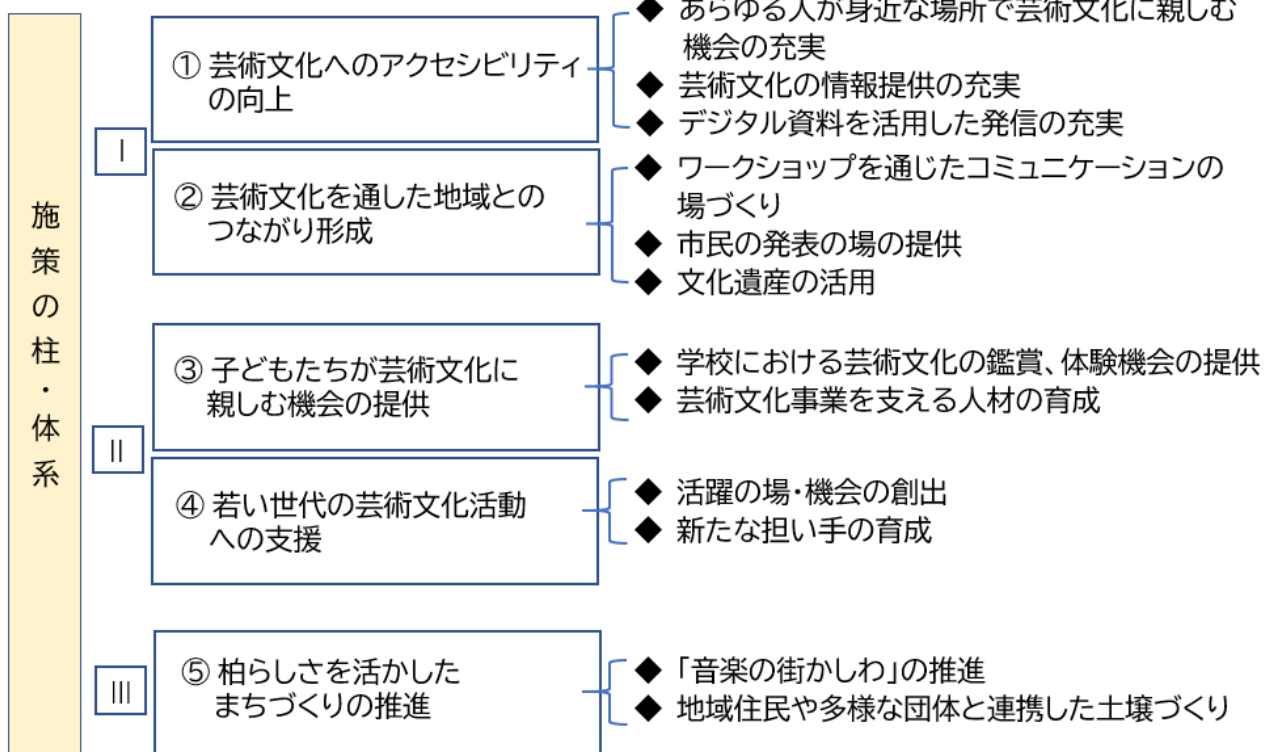 施策の柱・体系
Ⅰ
① 芸術文化へのアクセシビリティ
の向上
◆ あらゆる人が身近な場所で芸術文化に親しむ
機会の充実
◆ 芸術文化の情報提供の充実
◆ デジタル資料を活用した発信の充実
② 芸術文化を通した地域との
つながり形成
◆ ワークショップを通じたコミュニケーションの
場づくり
◆ 市民の発表の場の提供
◆ 文化遺産の活用
Ⅱ
③ 子どもたちが芸術文化に
親しむ機会の提供
◆ 学校における芸術文化の鑑賞、体験機会の提供
◆ 芸術文化事業を支える人材の育成
④ 若い世代の芸術文化活動
への支援
◆ 活躍の場・機会の創出
◆ 新たな担い手の育成
Ⅲ
⑤ 柏らしさを活かした
まちづくりの推進
◆ 「音楽の街かしわ」の推進
◆ 地域住民や多様な団体と連携した土壌づくり